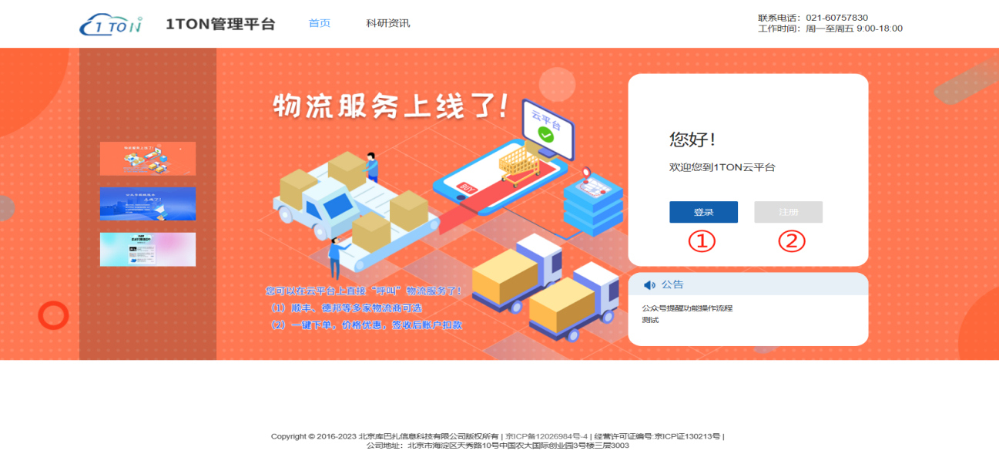 1TON
1TON管理平台
首页
科研资讯
联系电话：021-60757830
工作时间：周一至周五 9:00-18:00
物流服务上线了！
云平台
BUY
您可以在云平台上直接“呼叫”物流服务了！
（1）顺丰、德邦等多家物流商可选
（2）一键下单，价格优惠，签收后账户扣款
您好！
欢迎您到1TON云平台
登录
注册
①
②
公告
公众号提醒功能操作流程
测试
Copyright © 2016-2023 北京库巴扎信息科技有限公司版权所有 | 京ICP备12026984号-4 | 经营许可证编号:京ICP证130213号 |
公司地址：北京市海淀区天秀路10号中国农大国际创业园3号楼三层3003